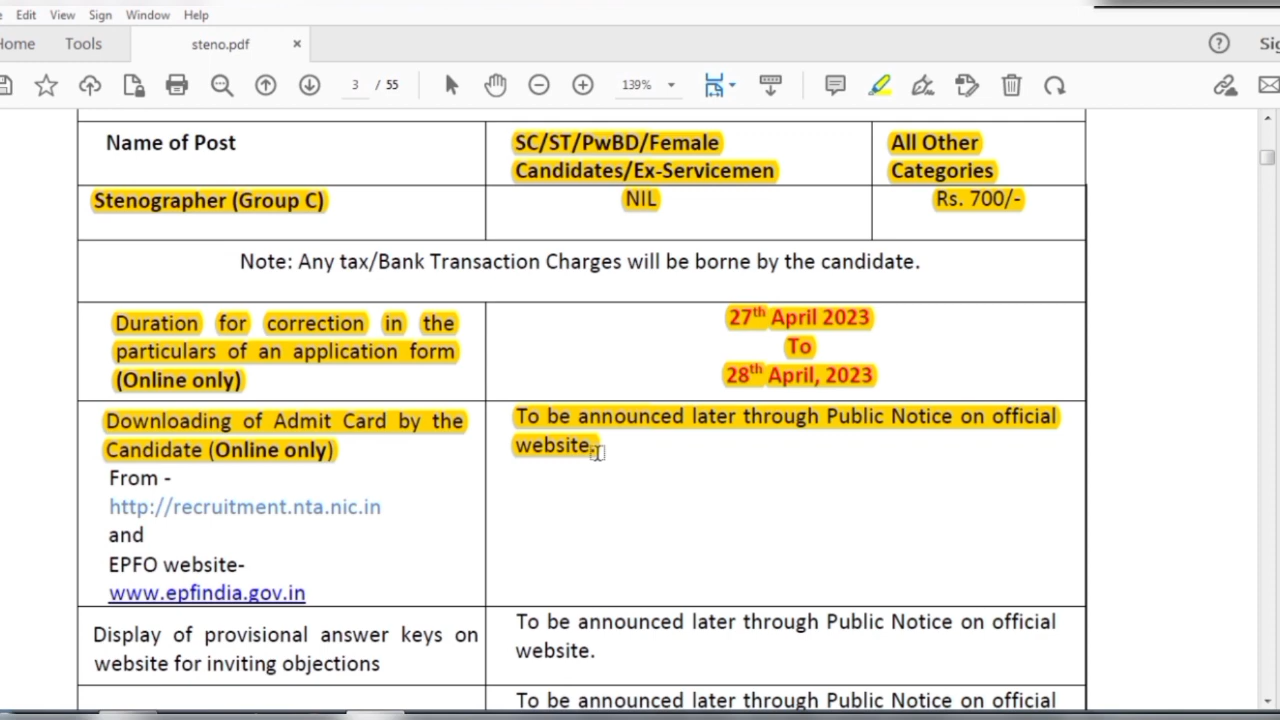 Edit View Sign Window Help
Home Tools steno.pdf ×
3 / 55 139%
Name of Post
SC/ST/PwBD/Female
Candidates/Ex-Servicemen
All Other
Categories
Stenographer (Group C)
NIL
Rs. 700/-
Note: Any tax/Bank Transaction Charges will be borne by the candidate.
Duration for correction in the
particulars of an application form
(Online only)
27th April 2023
To
28th April, 2023
Downloading of Admit Card by the
Candidate (Online only)
From -
http://recruitment.nta.nic.in
and
EPFO website-
www.epfindia.gov.in
To be announced later through Public Notice on official
website.
Display of provisional answer keys on
website for inviting objections
To be announced later through Public Notice on official
website.
To be announced later through Public Notice on official